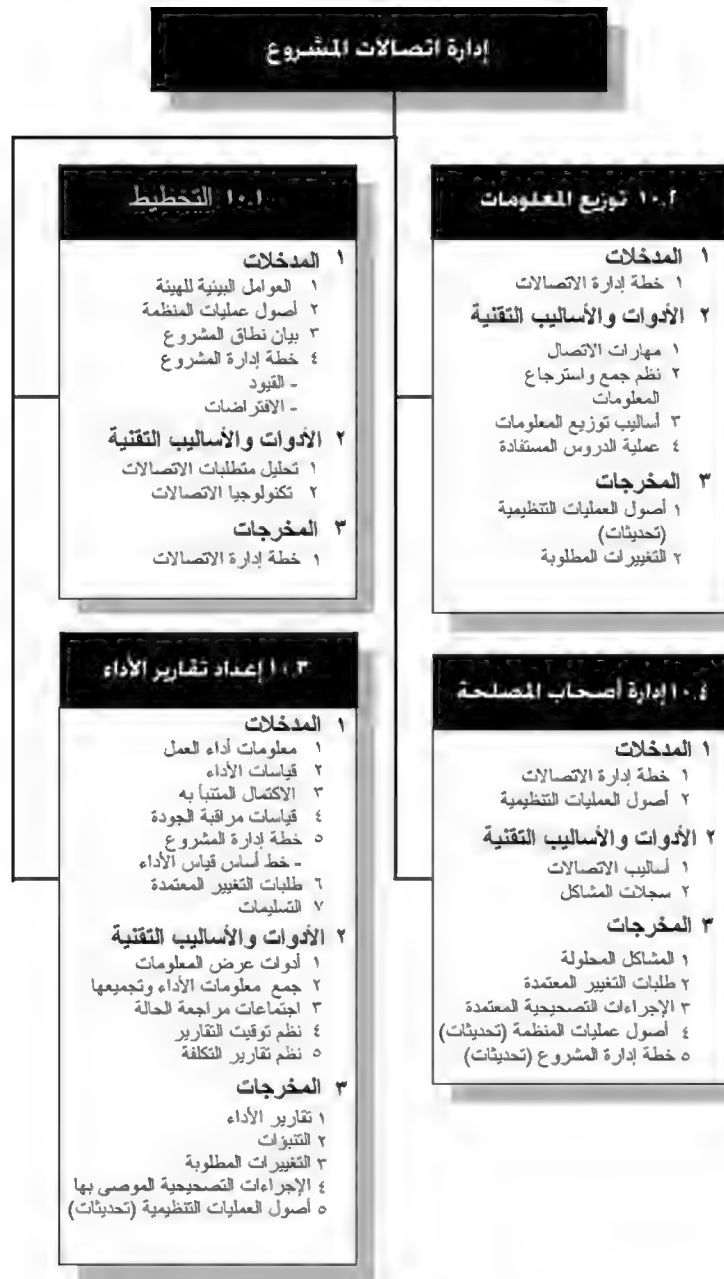 إدارة اتصالات المشروع
١٠.١ التخطيط
١ المدخلات
١ العوامل البيئية للهيئة
٢ أصول عمليات المنظمة
٣ بيان نطاق المشروع
٤ خطة إدارة المشروع
- القيود
- الافتراضات
٢ الأدوات والأساليب التقنية
١ تحليل متطلبات الاتصالات
٢ تكنولوجيا الاتصالات
٣ المخرجات
١ خطة إدارة الاتصالات
١٠.٢ توزيع المعلومات
١ المدخلات
١ خطة إدارة الاتصالات
٢ الأدوات والأساليب التقنية
١ مهارات الاتصال
٢ نظم جمع واسترجاع
المعلومات
٣ أساليب توزيع المعلومات
٤ عملية الدروس المستفادة
٣ المخرجات
١ أصول العمليات التنظيمية
(تحديثات)
٢ التغييرات المطلوبة
١٠.٣ إعداد تقارير الأداء
١ المدخلات
١ معلومات أداء العمل
٢ قياسات الأداء
٣ الاكتمال المتنبأ به
٤ قياسات مراقبة الجودة
٥ خطة إدارة المشروع
- خط أساس قياس الأداء
٦ طلبات التغيير المعتمدة
٧ التسليمات
٢ الأدوات والأساليب التقنية
١ أدوات عرض المعلومات
٢ جمع معلومات الأداء وتجميعها
٣ اجتماعات مراجعة الحالة
٤ نظم توقيت التقارير
٥ نظم تقارير التكلفة
٣ المخرجات
١ تقارير الأداء
٢ التنبؤات
٣ التغييرات المطلوبة
٤ الإجراءات التصحيحية الموصى بها
٥ أصول العمليات التنظيمية (تحديثات)
١٠.٤ إدارة أصحاب المصلحة
١ المدخلات
١ خطة إدارة الاتصالات
٢ أصول العمليات التنظيمية
٢ الأدوات والأساليب التقنية
١ أساليب الاتصالات
٢ سجلات المشاكل
٣ المخرجات
١ المشاكل المحلولة
٢ طلبات التغيير المعتمدة
٣ الإجراءات التصحيحية المعتمدة
٤ أصول عمليات المنظمة (تحديثات)
٥ خطة إدارة المشروع (تحديثات)